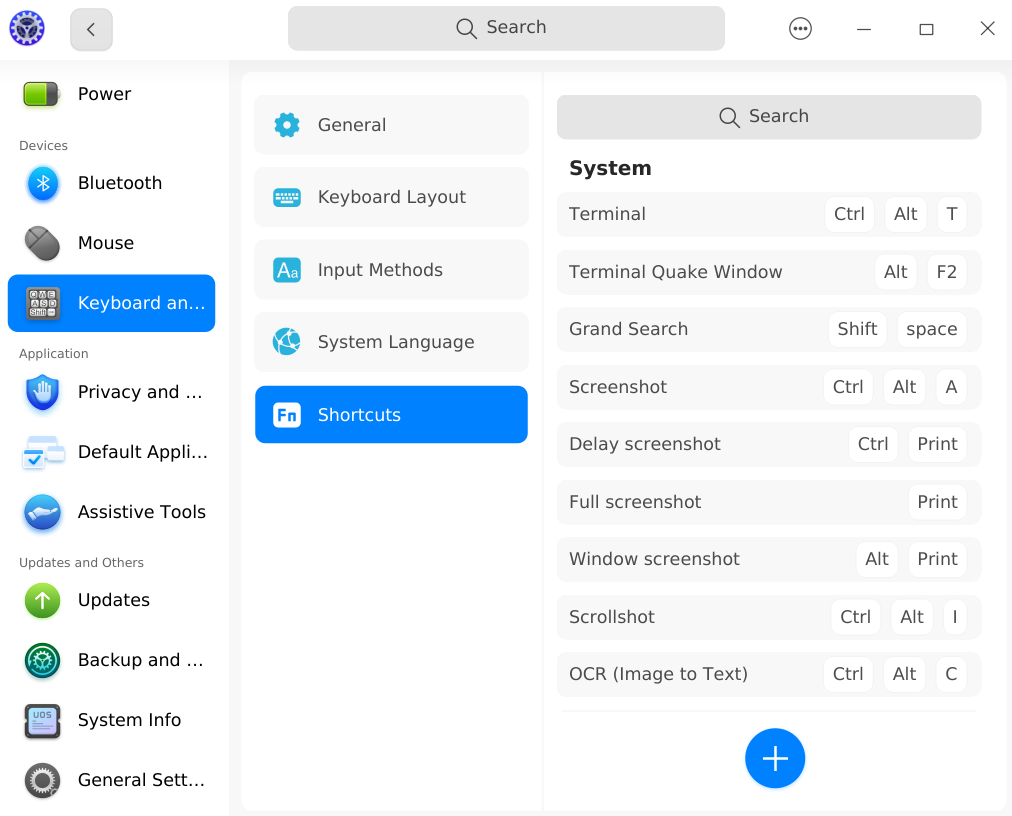 Search
Power
Devices
Bluetooth
Mouse
Keyboard an...
Application
Privacy and ...
Default Appli...
Assistive Tools
Updates and Others
Updates
Backup and ...
UOS
System Info
General Sett...
General
Keyboard Layout
Aa Input Methods
System Language
Fn Shortcuts
Search
System
Terminal Ctrl Alt T
Terminal Quake Window Alt F2
Grand Search Shift space
Screenshot Ctrl Alt A
Delay screenshot Ctrl Print
Full screenshot Print
Window screenshot Alt Print
Scrollshot Ctrl Alt I
OCR (Image to Text) Ctrl Alt C